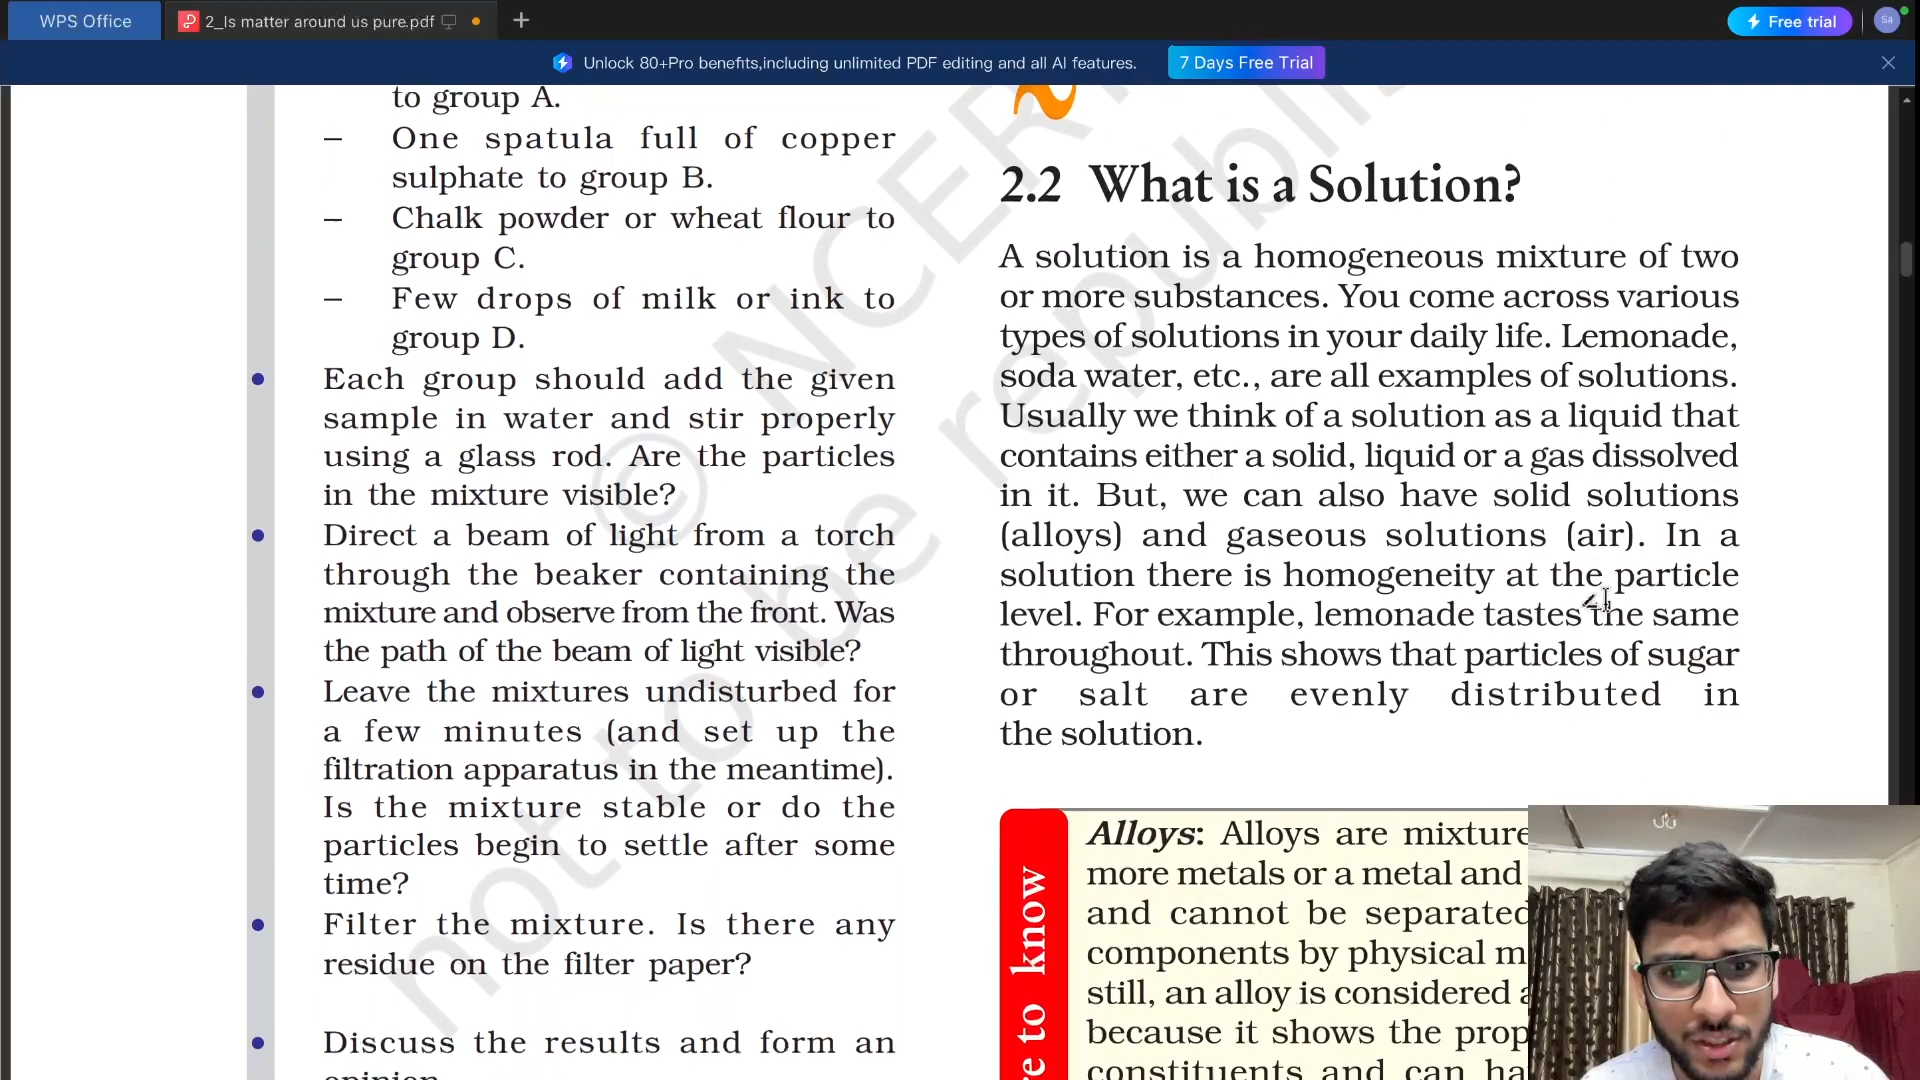 WPS Office
2_Is matter around us pure.pdf
Free trial
Sa
Unlock 80+Pro benefits,including unlimited PDF editing and all AI features.
7 Days Free Trial
to group A.
– One spatula full of copper
sulphate to group B.
– Chalk powder or wheat flour to
group C.
– Few drops of milk or ink to
group D.
• Each group should add the given
sample in water and stir properly
using a glass rod. Are the particles
in the mixture visible?
• Direct a beam of light from a torch
through the beaker containing the
mixture and observe from the front. Was
the path of the beam of light visible?
• Leave the mixtures undisturbed for
a few minutes (and set up the
filtration apparatus in the meantime).
Is the mixture stable or do the
particles begin to settle after some
time?
• Filter the mixture. Is there any
residue on the filter paper?
• Discuss the results and form an
opinion
2.2 What is a Solution?
A solution is a homogeneous mixture of two
or more substances. You come across various
types of solutions in your daily life. Lemonade,
soda water, etc., are all examples of solutions.
Usually we think of a solution as a liquid that
contains either a solid, liquid or a gas dissolved
in it. But, we can also have solid solutions
(alloys) and gaseous solutions (air). In a
solution there is homogeneity at the particle
level. For example, lemonade tastes the same
throughout. This shows that particles of sugar
or salt are evenly distributed in
the solution.
Alloys: Alloys are mixture
more metals or a metal and
and cannot be separated
components by physical m
still, an alloy is considered a
because it shows the prop
constituents and can ha
re to know
© NCER
not to be republi